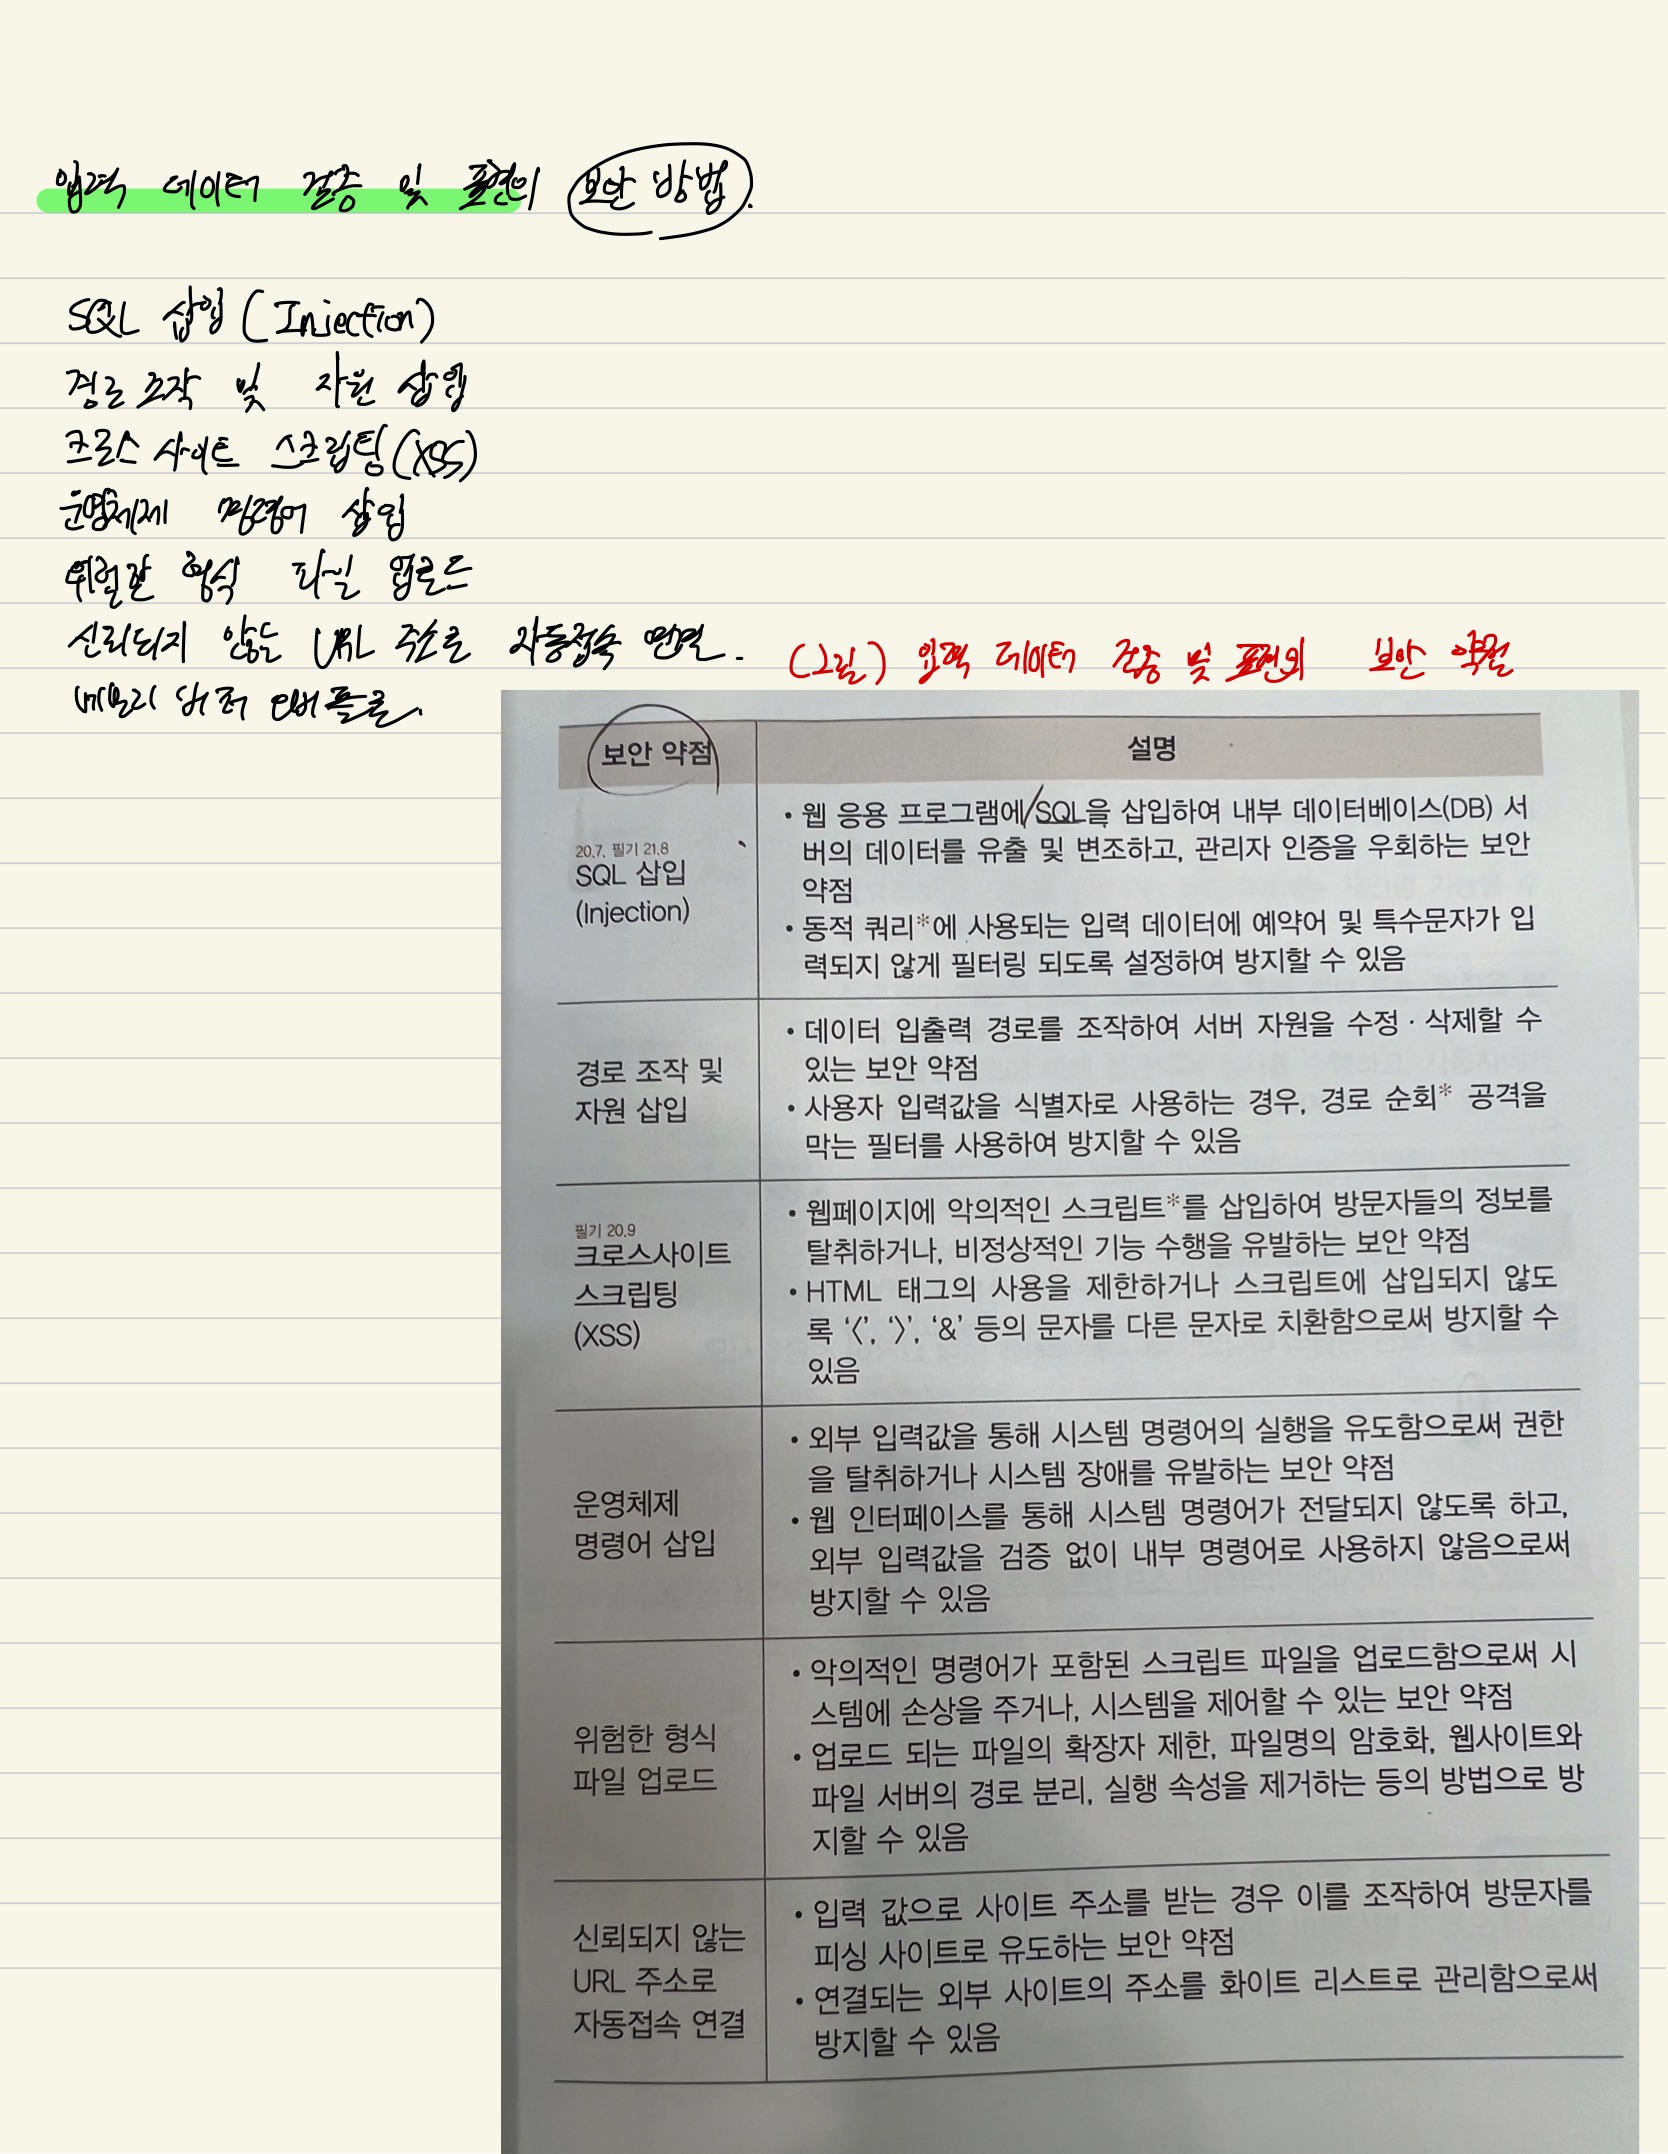 입력 데이터 검증 및 표현의 보안 방법.
SQL 삽입 (Injection)
경로 조작 및 자원 삽입
크로스 사이트 스크립팅(XSS)
운영체제 명령어 삽입
위험한 형식 파일 업로드
신뢰되지 않는 URL 주소로 자동접속 연결.
메모리 버퍼 오버플로.
(그림) 입력 데이터 검증 및 표현의 보안 약점
보안 약점
설명
20.7, 필기 21.8
SQL 삽입
(Injection)
• 웹 응용 프로그램에 SQL을 삽입하여 내부 데이터베이스(DB) 서
버의 데이터를 유출 및 변조하고, 관리자 인증을 우회하는 보안
약점
• 동적 쿼리*에 사용되는 입력 데이터에 예약어 및 특수문자가 입
력되지 않게 필터링 되도록 설정하여 방지할 수 있음
경로 조작 및
자원 삽입
• 데이터 입출력 경로를 조작하여 서버 자원을 수정 · 삭제할 수
있는 보안 약점
• 사용자 입력값을 식별자로 사용하는 경우, 경로 순회* 공격을
막는 필터를 사용하여 방지할 수 있음
필기 20.9
크로스사이트
스크립팅
(XSS)
• 웹페이지에 악의적인 스크립트*를 삽입하여 방문자들의 정보를
탈취하거나, 비정상적인 기능 수행을 유발하는 보안 약점
• HTML 태그의 사용을 제한하거나 스크립트에 삽입되지 않도
록 ‘<’, ‘>’, ‘&’ 등의 문자를 다른 문자로 치환함으로써 방지할 수
있음
운영체제
명령어 삽입
• 외부 입력값을 통해 시스템 명령어의 실행을 유도함으로써 권한
을 탈취하거나 시스템 장애를 유발하는 보안 약점
• 웹 인터페이스를 통해 시스템 명령어가 전달되지 않도록 하고,
외부 입력값을 검증 없이 내부 명령어로 사용하지 않음으로써
방지할 수 있음
위험한 형식
파일 업로드
• 악의적인 명령어가 포함된 스크립트 파일을 업로드함으로써 시
스템에 손상을 주거나, 시스템을 제어할 수 있는 보안 약점
• 업로드 되는 파일의 확장자 제한, 파일명의 암호화, 웹사이트와
파일 서버의 경로 분리, 실행 속성을 제거하는 등의 방법으로 방
지할 수 있음
신뢰되지 않는
URL 주소로
자동접속 연결
• 입력 값으로 사이트 주소를 받는 경우 이를 조작하여 방문자를
피싱 사이트로 유도하는 보안 약점
• 연결되는 외부 사이트의 주소를 화이트 리스트로 관리함으로써
방지할 수 있음